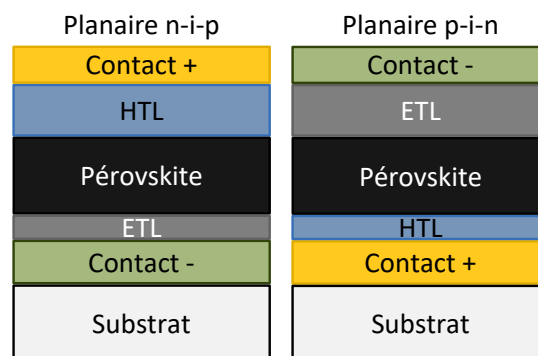 Planaire n-i-p
Contact +
HTL
Pérovskite
ETL
Contact -
Substrat
Planaire p-i-n
Contact -
ETL
Pérovskite
HTL
Contact +
Substrat